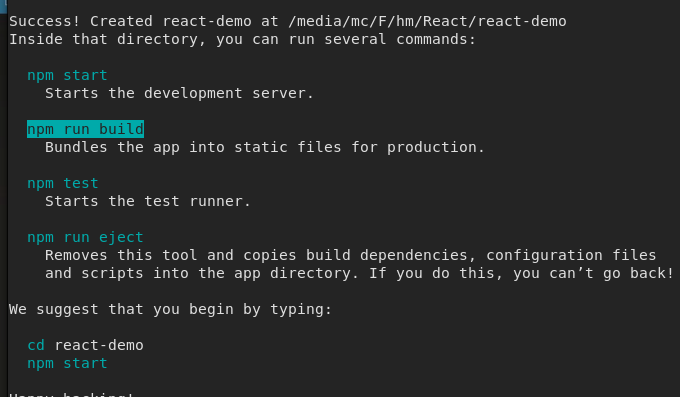 Success! Created react-demo at /media/mc/F/hm/React/react-demo
Inside that directory, you can run several commands:
npm start
Starts the development server.
npm run build
Bundles the app into static files for production.
npm test
Starts the test runner.
npm run eject
Removes this tool and copies build dependencies, configuration files
and scripts into the app directory. If you do this, you can’t go back!
We suggest that you begin by typing:
cd react-demo
npm start
Happy hacking!